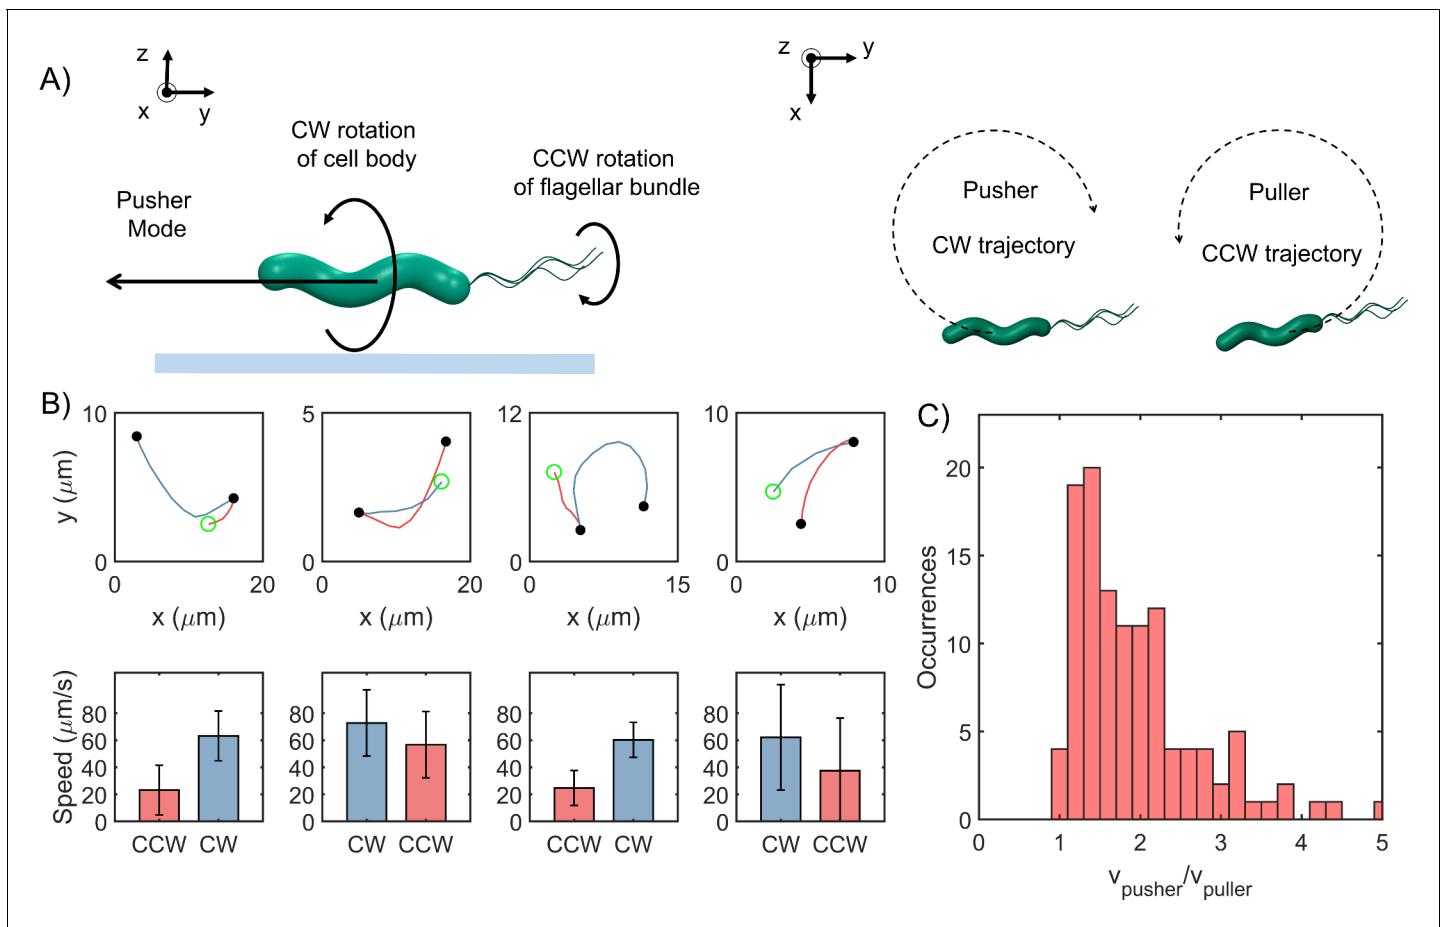 A)
z
x
y
CW rotation
of cell body
CCW rotation
of flagellar bundle
Pusher
Mode
z
y
x
Pusher
CW trajectory
Puller
CCW trajectory
B)
10
0
0
20
y (μm)
x (μm)
5
0
0
20
x (μm)
12
0
0
15
x (μm)
10
0
0
10
x (μm)
Speed (μm/s)
80
60
40
20
0
CCW CW
80
60
40
20
0
CW CCW
80
60
40
20
0
CCW CW
80
60
40
20
0
CW CCW
C)
Occurrences
20
15
10
5
0
0 1 2 3 4 5
v_pusher/v_puller